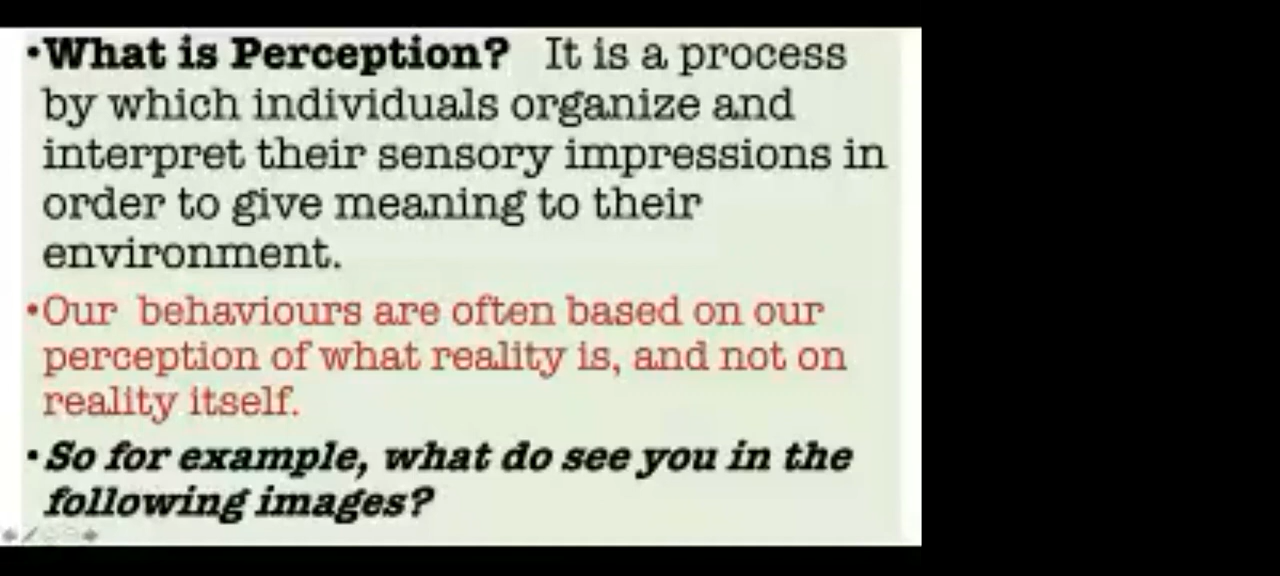 •What is Perception? It is a process
by which individuals organize and
interpret their sensory impressions in
order to give meaning to their
environment.
•Our behaviours are often based on our
perception of what reality is, and not on
reality itself.
•So for example, what do see you in the
following images?